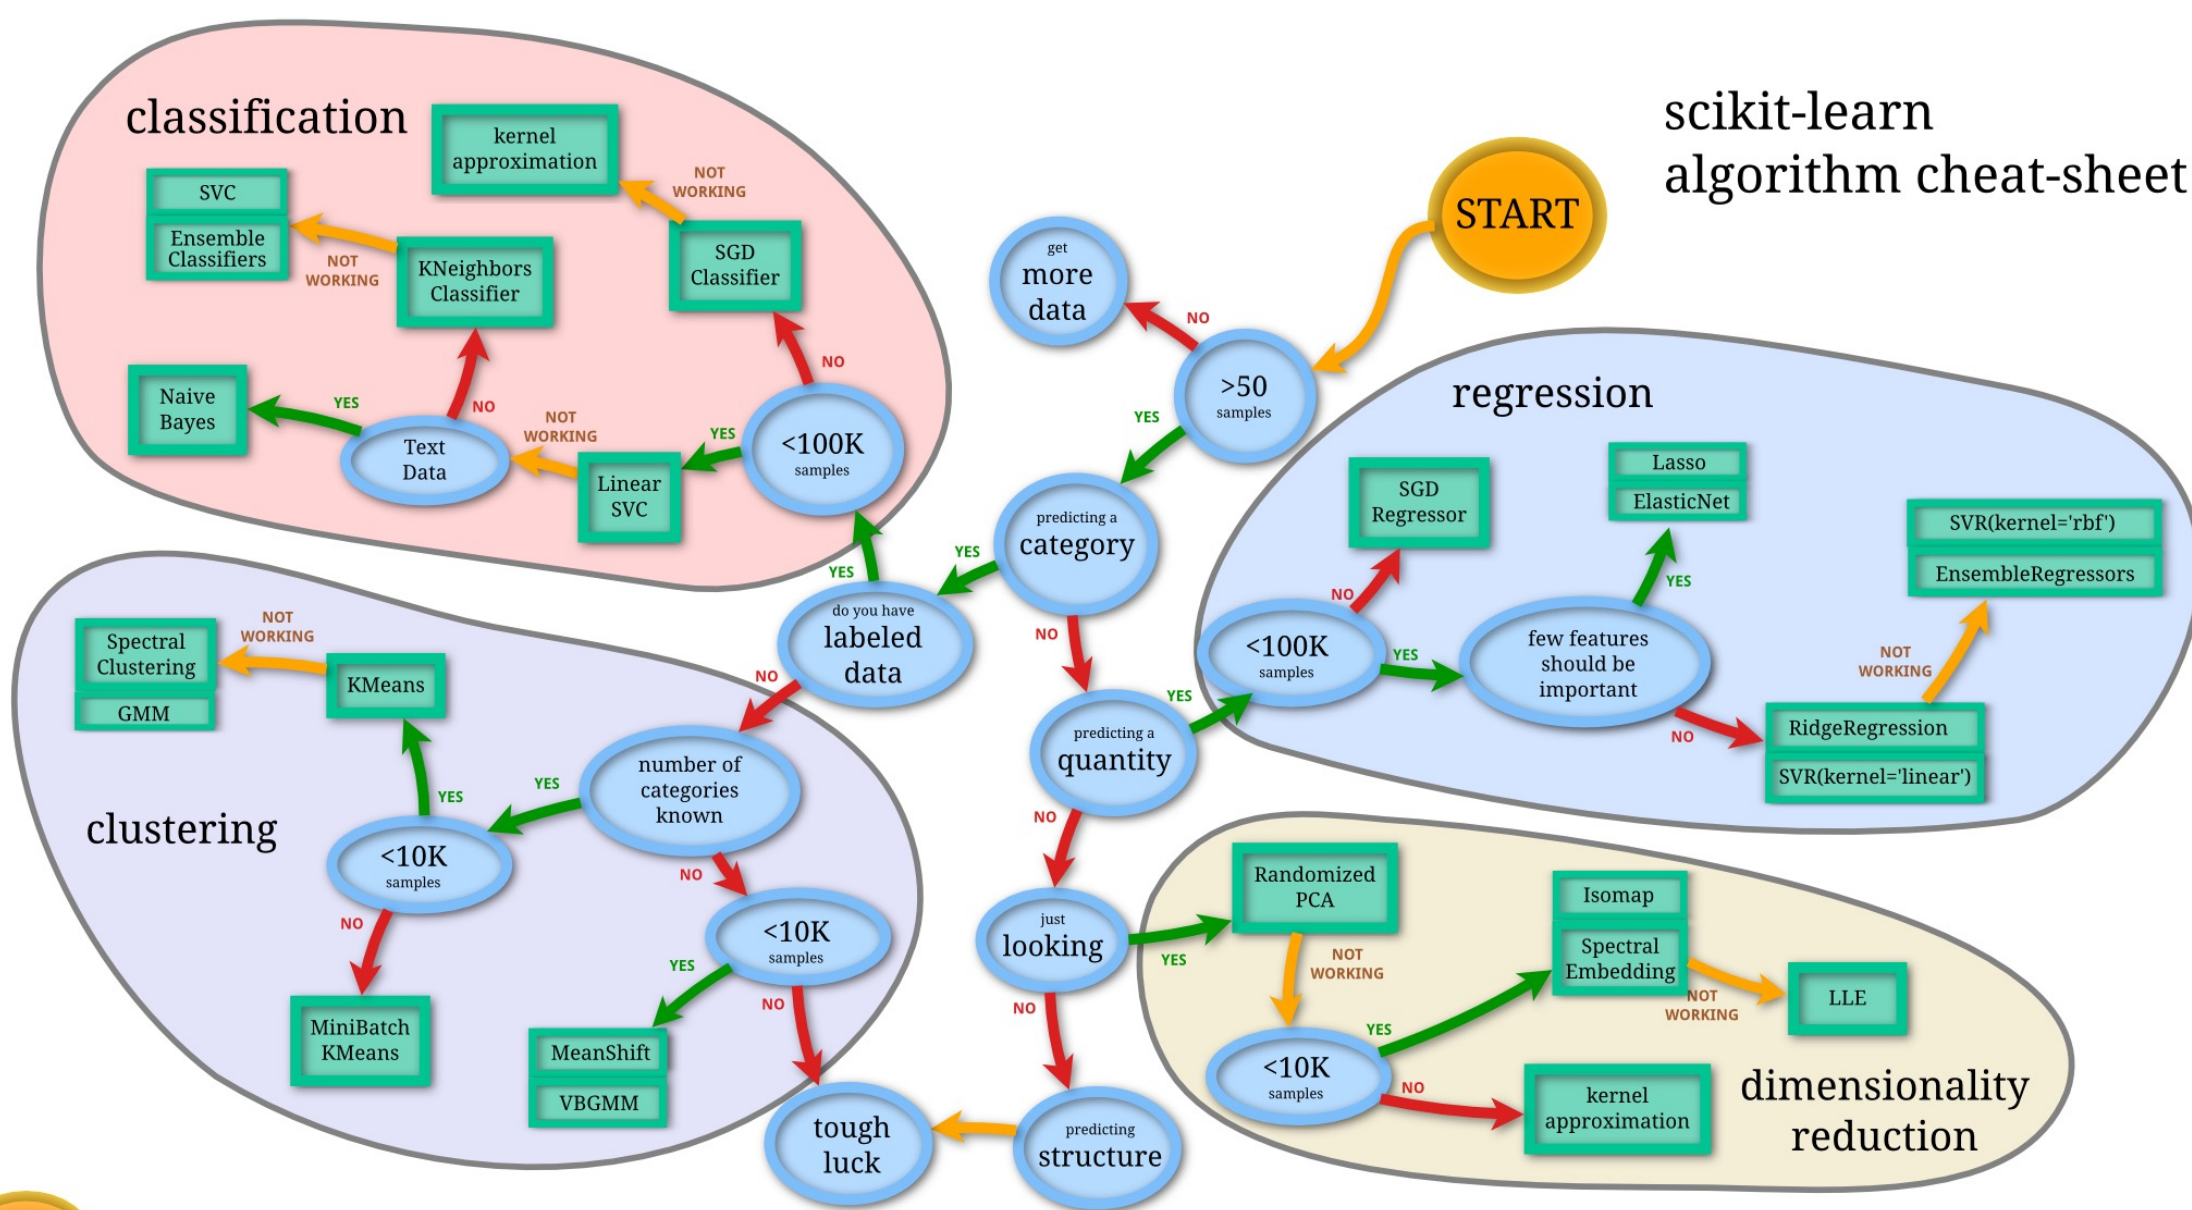 scikit-learn
algorithm cheat-sheet
START
classification
kernel
approximation
NOT
WORKING
SVC
Ensemble
Classifiers
NOT
WORKING
KNeighbors
Classifier
SGD
Classifier
NO
Naive
Bayes
YES
Text
Data
NO
NOT
WORKING
Linear
SVC
YES
<100K
samples
YES
get
more
data
NO
>50
samples
YES
predicting a
category
YES
NO
do you have
labeled
data
NO
predicting a
quantity
YES
NO
just
looking
YES
NO
predicting
structure
tough
luck
regression
SGD
Regressor
NO
Lasso
ElasticNet
YES
SVR(kernel='rbf')
EnsembleRegressors
NOT
WORKING
<100K
samples
YES
few features
should be
important
NO
RidgeRegression
SVR(kernel='linear')
clustering
Spectral
Clustering
GMM
NOT
WORKING
KMeans
YES
number of
categories
known
YES
NO
<10K
samples
NO
MiniBatch
KMeans
<10K
samples
YES
NO
MeanShift
VBGMM
Randomized
PCA
NOT
WORKING
<10K
samples
YES
NO
Isomap
Spectral
Embedding
NOT
WORKING
LLE
kernel
approximation
dimensionality
reduction